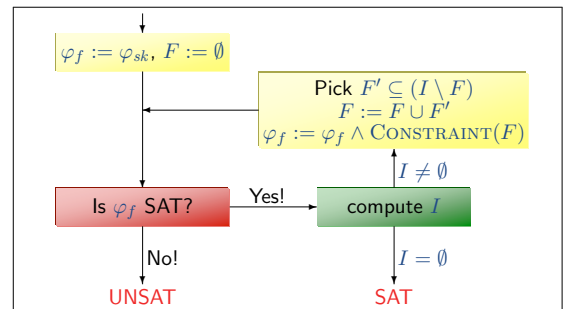 φ_f := φ_sk, F := ∅
Pick F′ ⊆ (I \ F)
F := F ∪ F′
φ_f := φ_f ∧ CONSTRAINT(F)
I ≠ ∅
Is φ_f SAT?
Yes!
compute I
No!
I = ∅
UNSAT
SAT